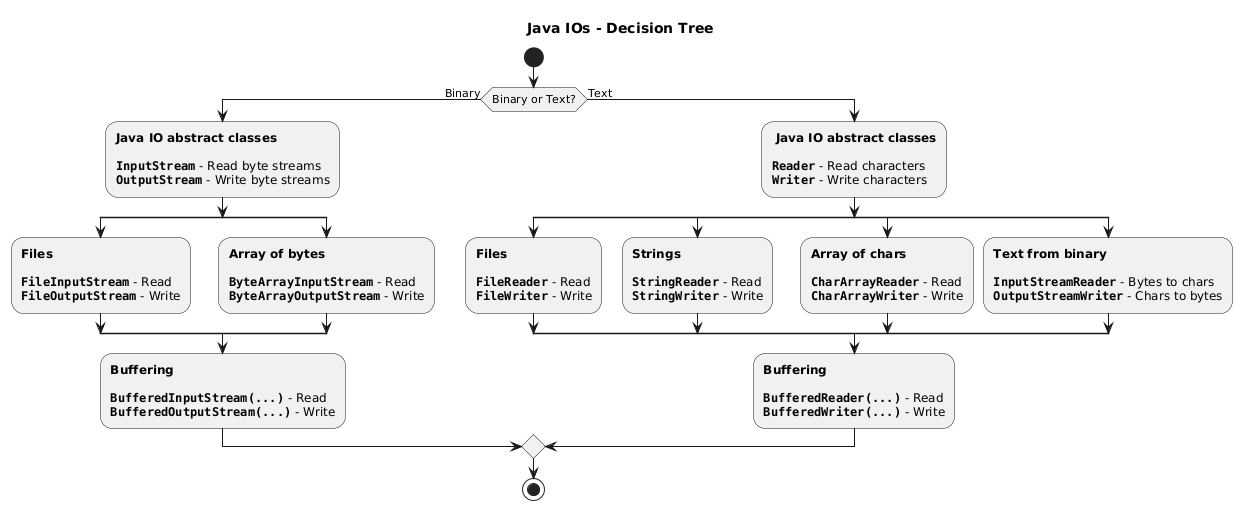 Java IOs - Decision Tree
Binary or Text?
Binary
Text
Java IO abstract classes
InputStream - Read byte streams
OutputStream - Write byte streams
Java IO abstract classes
Reader - Read characters
Writer - Write characters
Files
FileInputStream - Read
FileOutputStream - Write
Array of bytes
ByteArrayInputStream - Read
ByteArrayOutputStream - Write
Files
FileReader - Read
FileWriter - Write
Strings
StringReader - Read
StringWriter - Write
Array of chars
CharArrayReader - Read
CharArrayWriter - Write
Text from binary
InputStreamReader - Bytes to chars
OutputStreamWriter - Chars to bytes
Buffering
BufferedInputStream(...) - Read
BufferedOutputStream(...) - Write
Buffering
BufferedReader(...) - Read
BufferedWriter(...) - Write